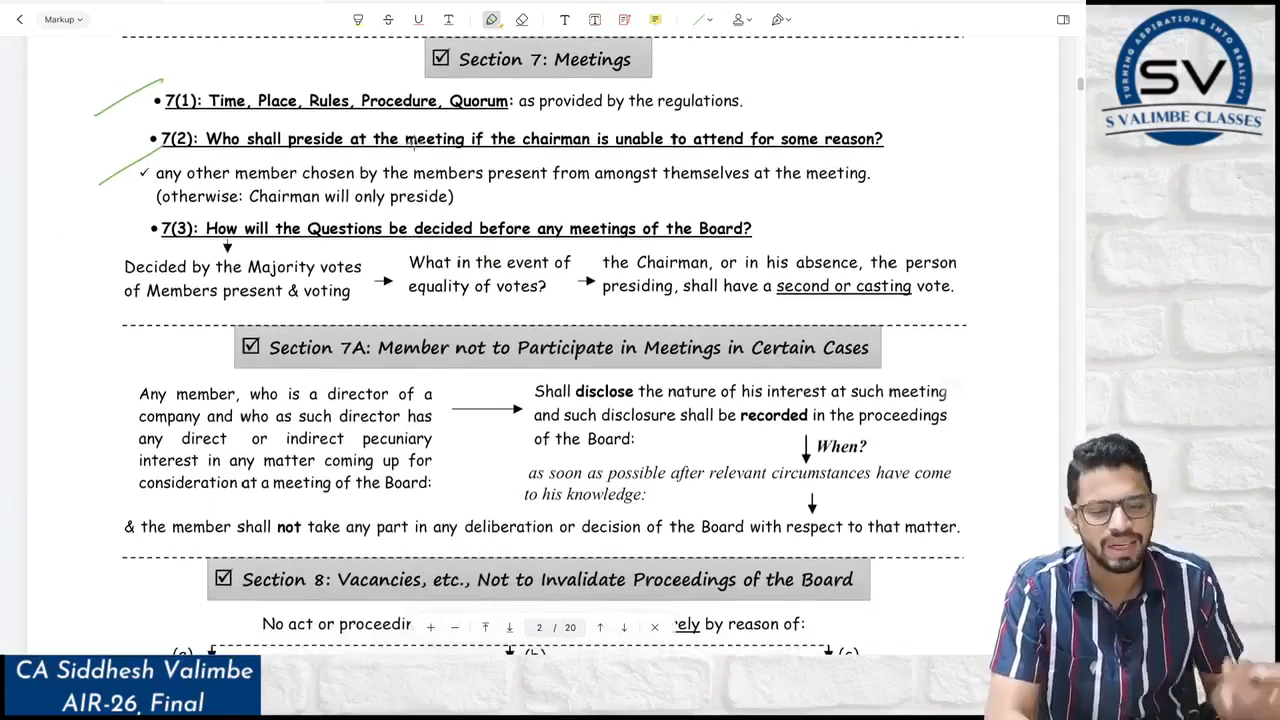 Markup
Section 7: Meetings
• 7(1): Time, Place, Rules, Procedure, Quorum: as provided by the regulations.
• 7(2): Who shall preside at the meeting if the chairman is unable to attend for some reason?
✓ any other member chosen by the members present from amongst themselves at the meeting.
(otherwise: Chairman will only preside)
• 7(3): How will the Questions be decided before any meetings of the Board?
Decided by the Majority votes
of Members present & voting
What in the event of
equality of votes?
the Chairman, or in his absence, the person
presiding, shall have a second or casting vote.
Section 7A: Member not to Participate in Meetings in Certain Cases
Any member, who is a director of a
company and who as such director has
any direct or indirect pecuniary
interest in any matter coming up for
consideration at a meeting of the Board:
Shall disclose the nature of his interest at such meeting
and such disclosure shall be recorded in the proceedings
of the Board:
When?
as soon as possible after relevant circumstances have come
to his knowledge:
& the member shall not take any part in any deliberation or decision of the Board with respect to that matter.
Section 8: Vacancies, etc., Not to Invalidate Proceedings of the Board
No act or proceedin
by reason of:
2 / 20
TURNING ASPIRATIONS INTO REALITY!
SV
S VALIMBE CLASSES
CA Siddhesh Valimbe
AIR-26, Final